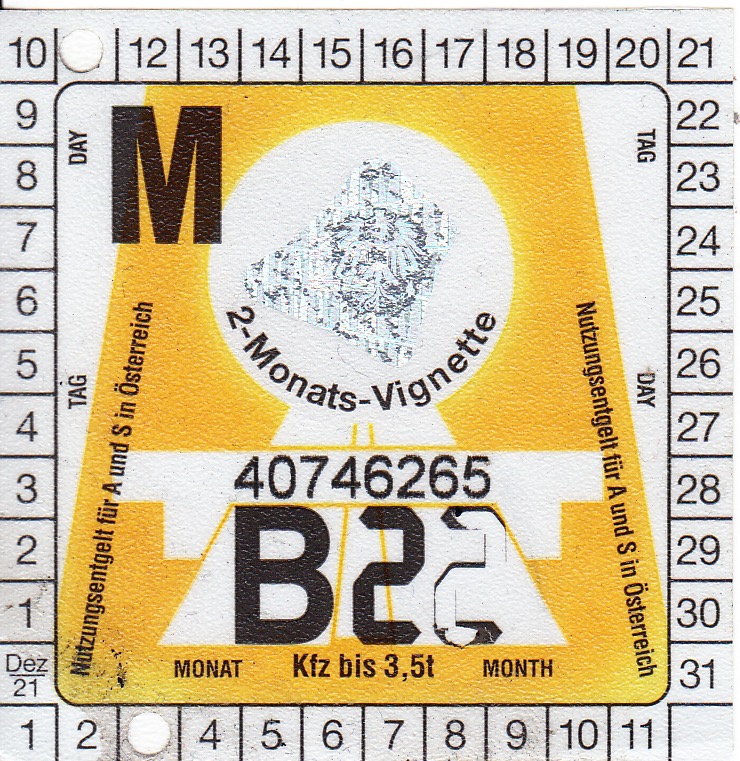 10 12 13 14 15 16 17 18 19 20 21
9
8
7
6
5
4
3
2
1
Dez
21
M
DAY
TAG
TAG
DAY
Nutzungsentgelt für A und S in Österreich
2-Monats-Vignette
Nutzungsentgelt für A und S in Österreich
40746265
B22
MONAT Kfz bis 3,5t MONTH
22
23
24
25
26
27
28
29
30
31
1 2 4 5 6 7 8 9 10 11